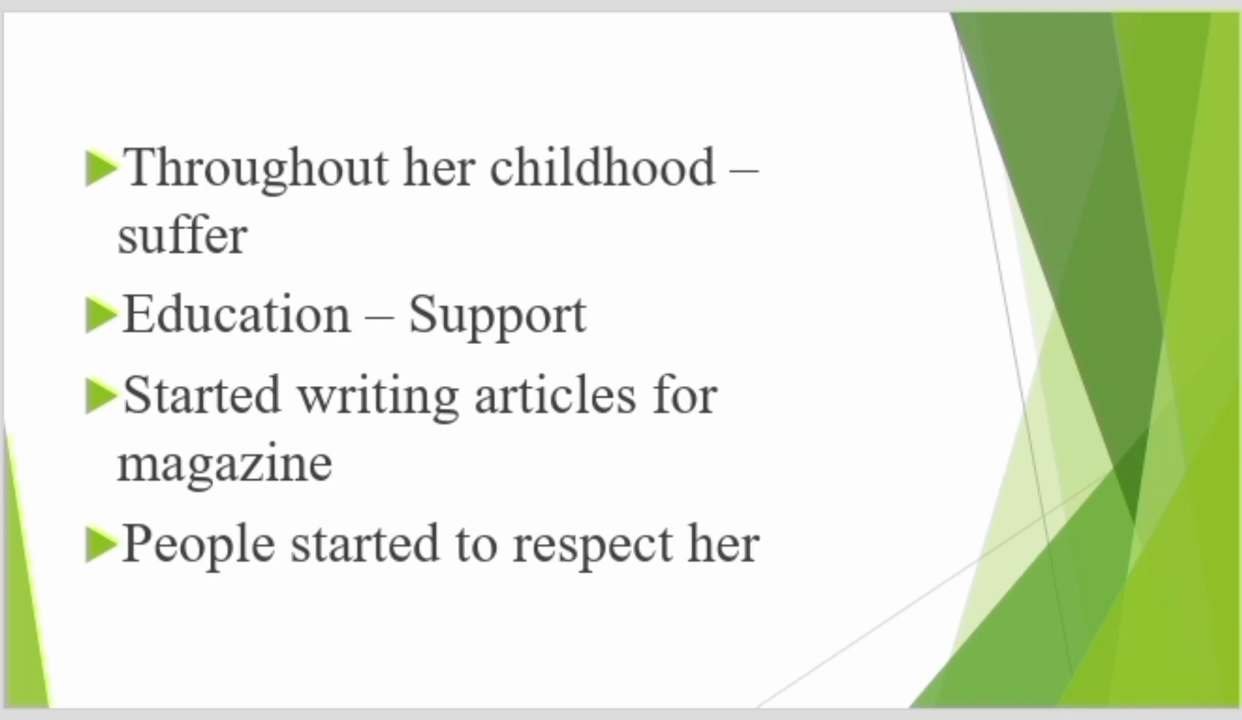 Throughout her childhood –
suffer
Education – Support
Started writing articles for
magazine
People started to respect her